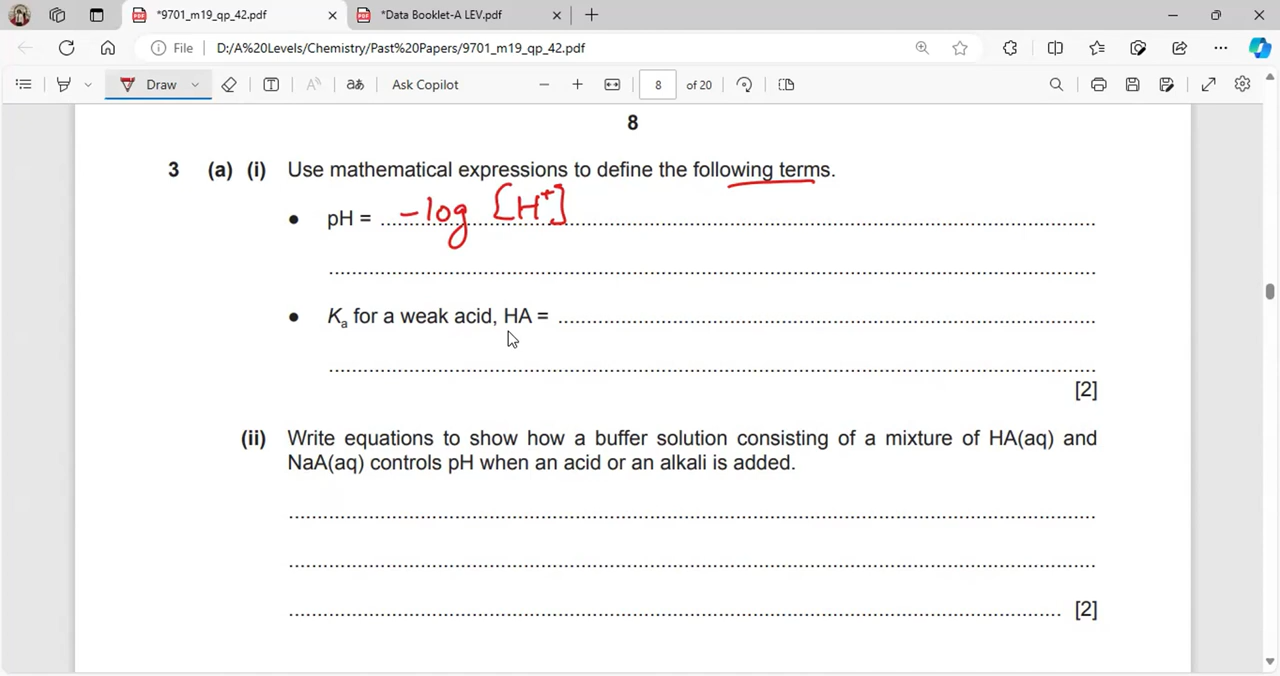 *9701_m19_qp_42.pdf
*Data Booklet-A LEV.pdf
File D:/A%20Levels/Chemistry/Past%20Papers/9701_m19_qp_42.pdf
Draw Ask Copilot 8 of 20
8
3 (a) (i) Use mathematical expressions to define the following terms.
● pH = −log [H⁺]
● Kₐ for a weak acid, HA =
[2]
(ii) Write equations to show how a buffer solution consisting of a mixture of HA(aq) and
NaA(aq) controls pH when an acid or an alkali is added.
[2]